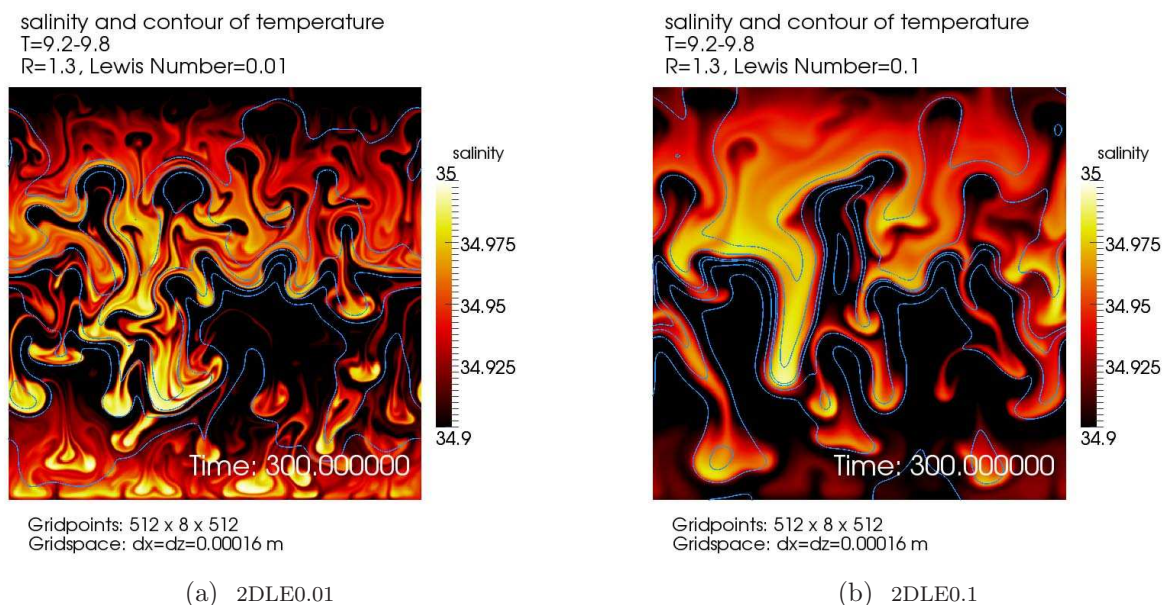 salinity and contour of temperature
T=9.2-9.8
R=1.3, Lewis Number=0.01
salinity
35
34.975
34.95
34.925
34.9
Time: 300.000000
Gridpoints: 512 x 8 x 512
Gridspace: dx=dz=0.00016 m
(a) 2DLE0.01
salinity and contour of temperature
T=9.2-9.8
R=1.3, Lewis Number=0.1
salinity
35
34.975
34.95
34.925
34.9
Time: 300.000000
Gridpoints: 512 x 8 x 512
Gridspace: dx=dz=0.00016 m
(b) 2DLE0.1